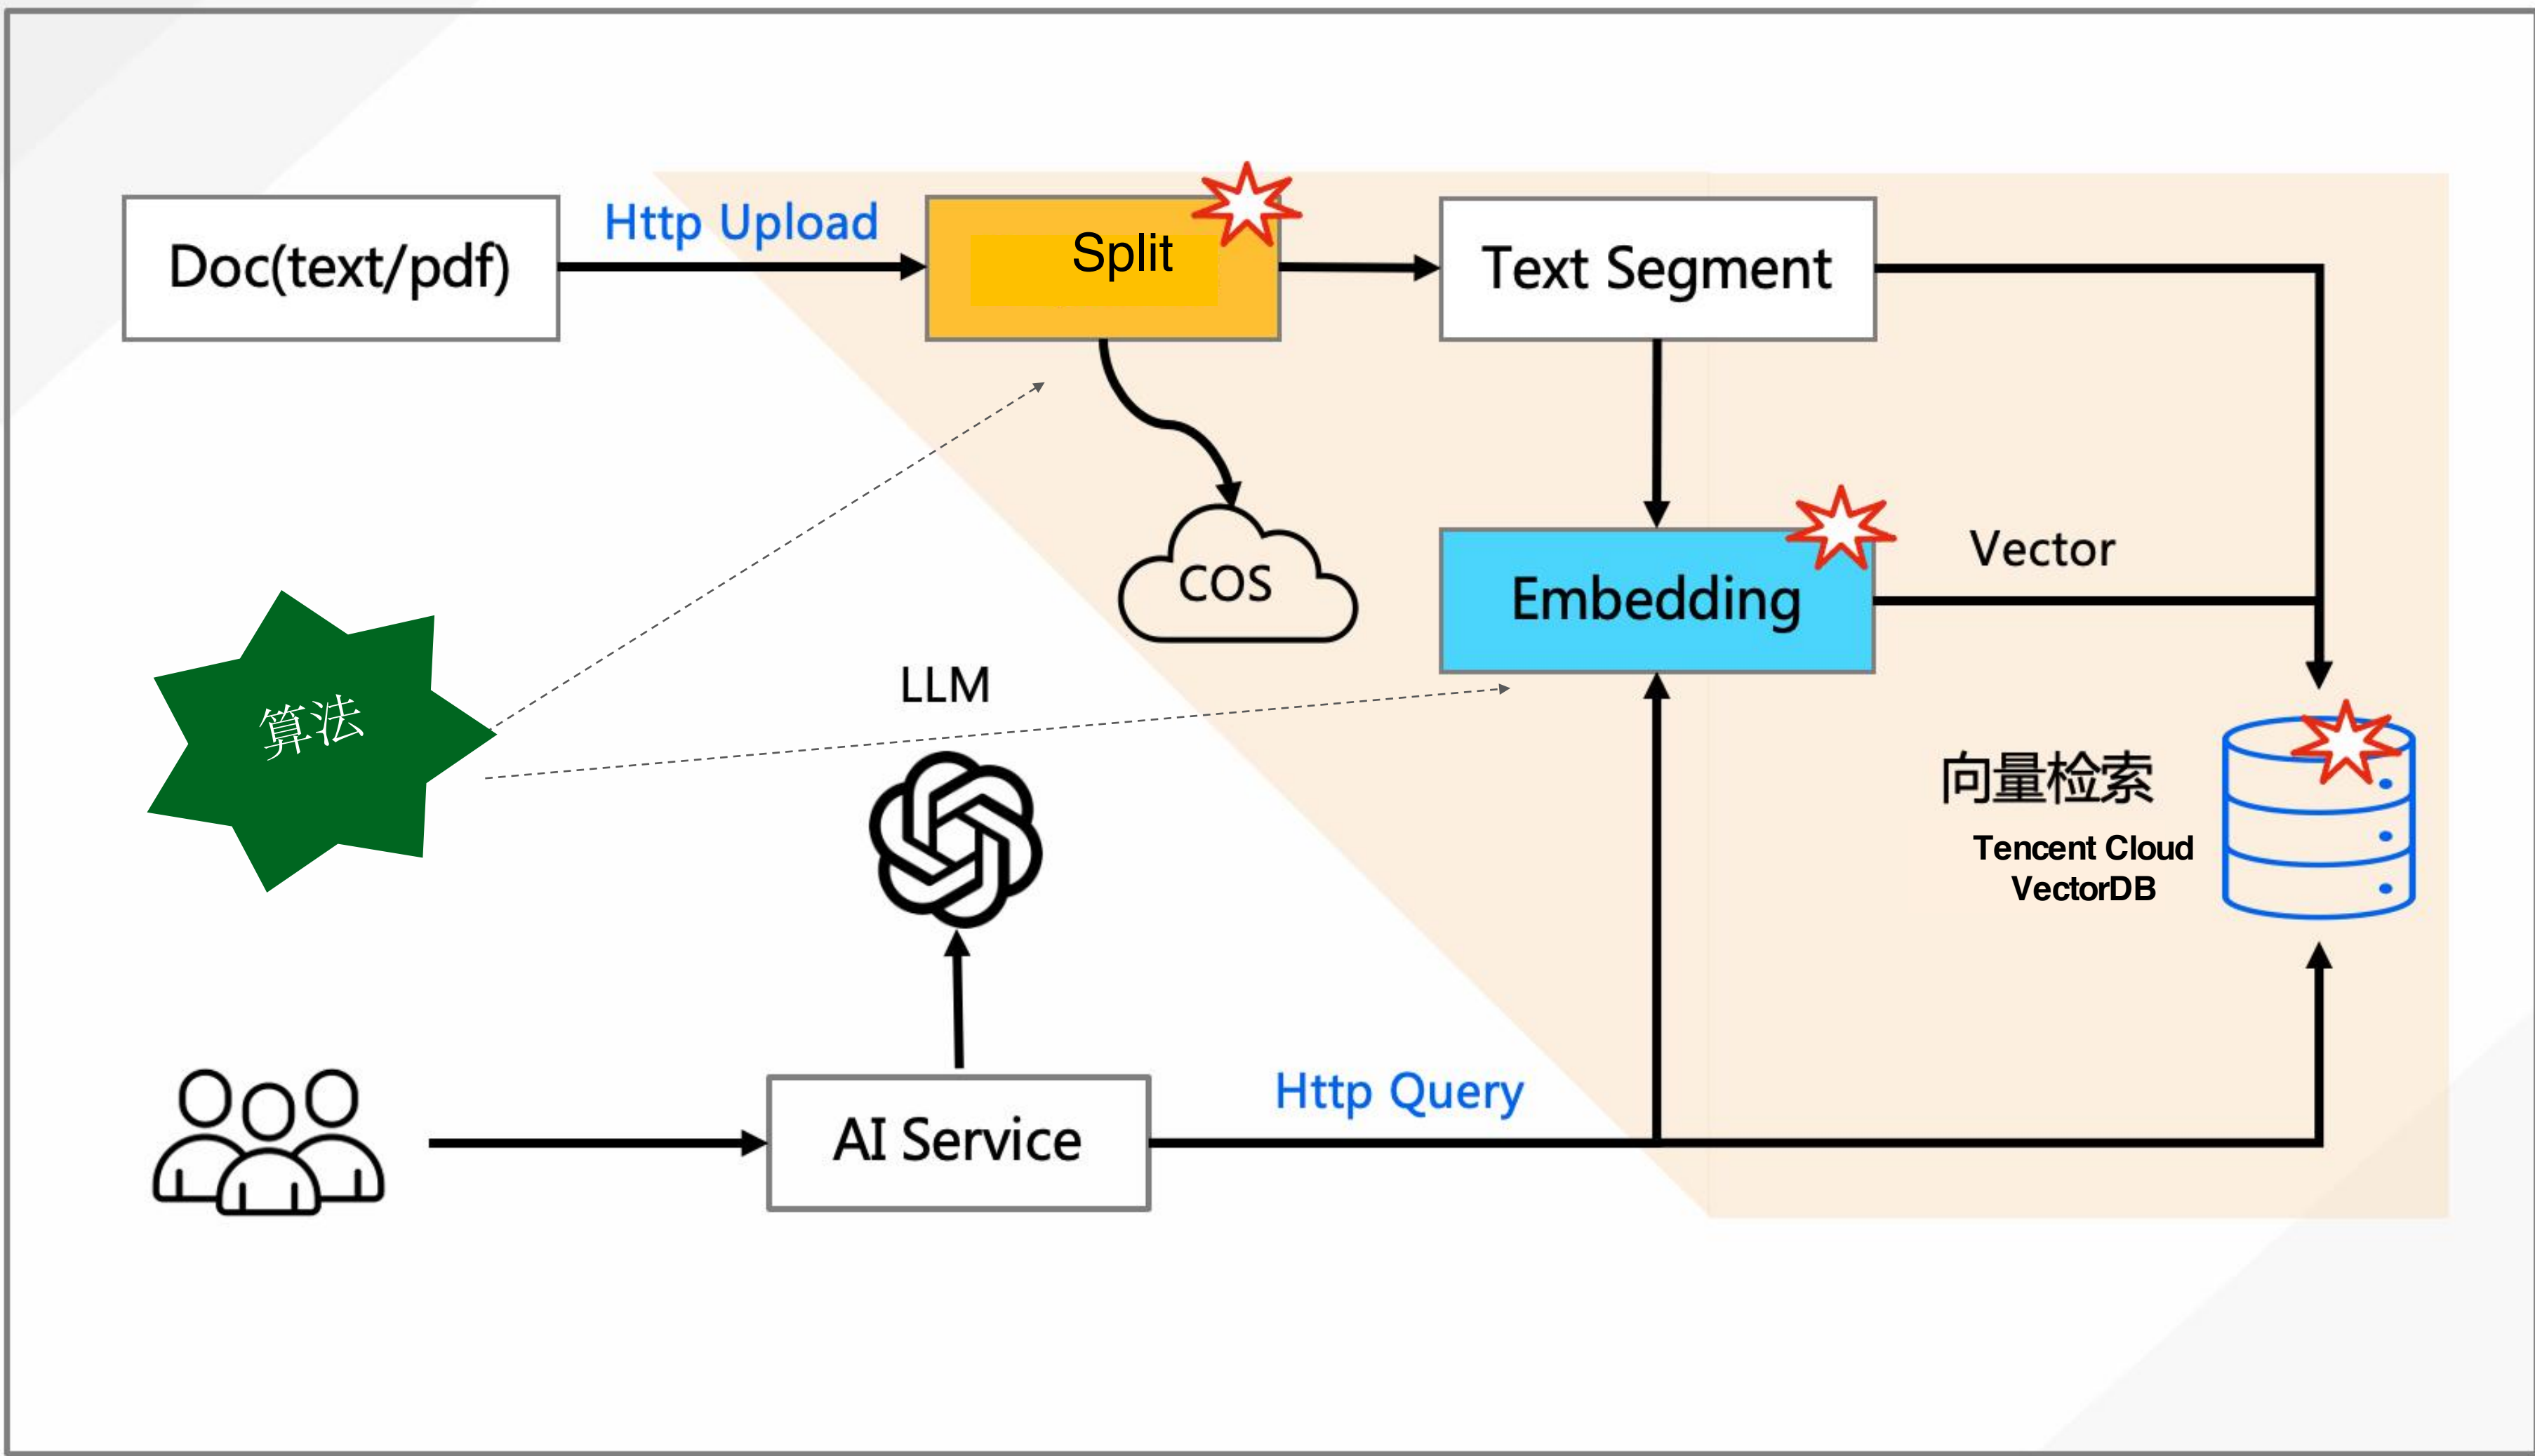 Http Upload
Doc(text/pdf)
Split
Text Segment
COS
Embedding
Vector
算法
LLM
向量检索
Tencent Cloud
VectorDB
AI Service
Http Query